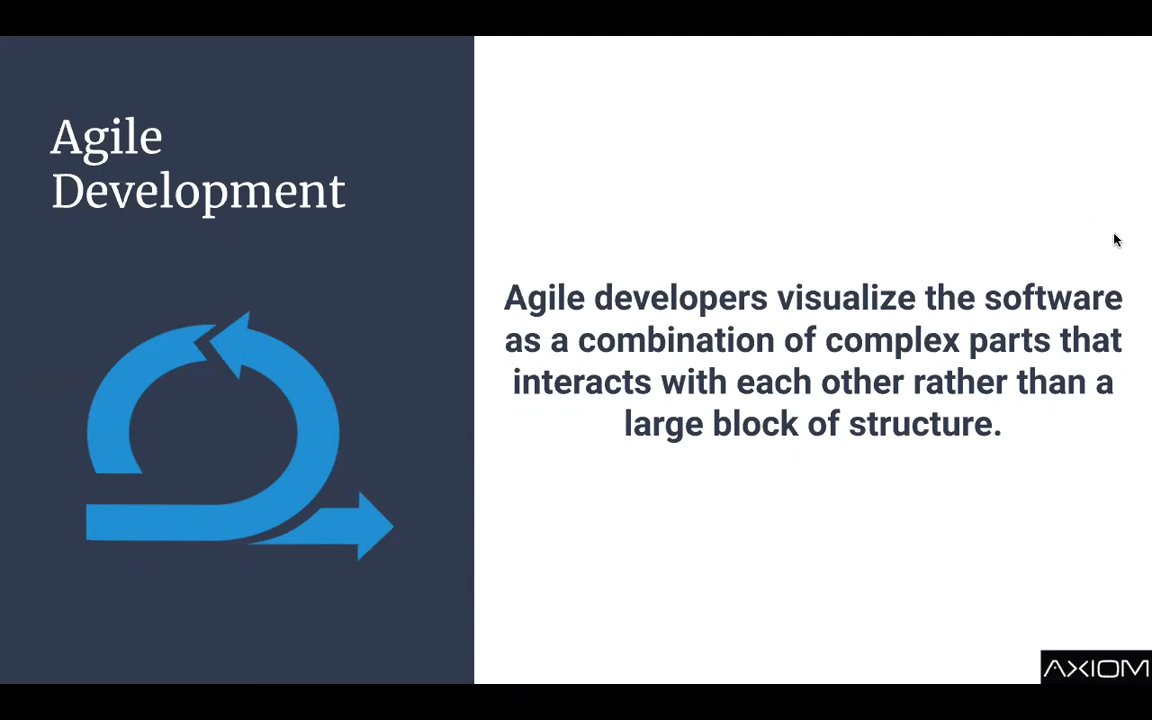 Agile
Development
Agile developers visualize the software
as a combination of complex parts that
interacts with each other rather than a
large block of structure.
AXIOM